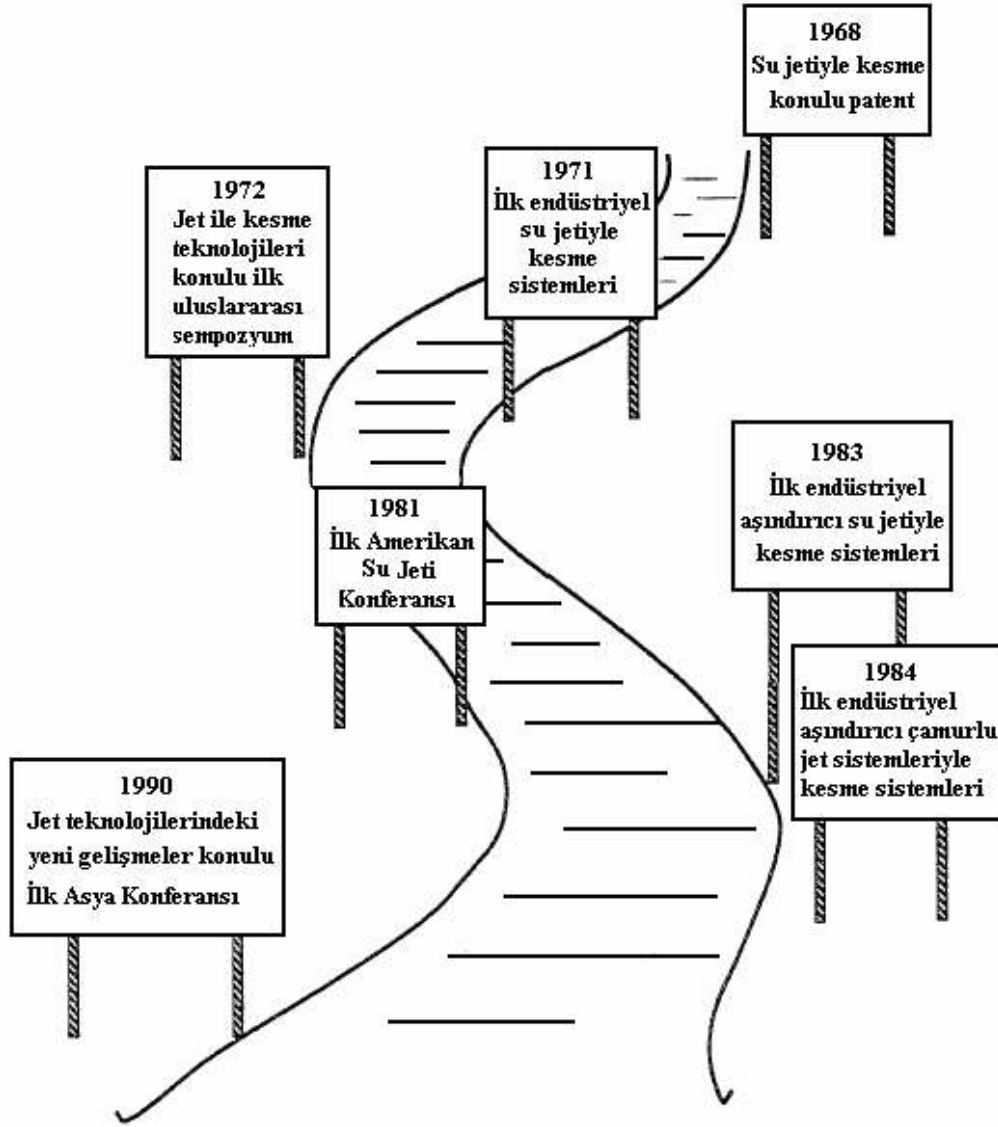 1968
Su jetiyle kesme
konulu patent
1971
İlk endüstriyel
su jetiyle
kesme
sistemleri
1972
Jet ile kesme
teknolojileri
konulu ilk
uluslararası
sempozyum
1981
İlk Amerikan
Su Jeti
Konferansı
1983
İlk endüstriyel
aşındırıcı su jetiyle
kesme sistemleri
1984
İlk endüstriyel
aşındırıcı çamurlu
jet sistemleriyle
kesme sistemleri
1990
Jet teknolojilerindeki
yeni gelişmeler konulu
İlk Asya Konferansı